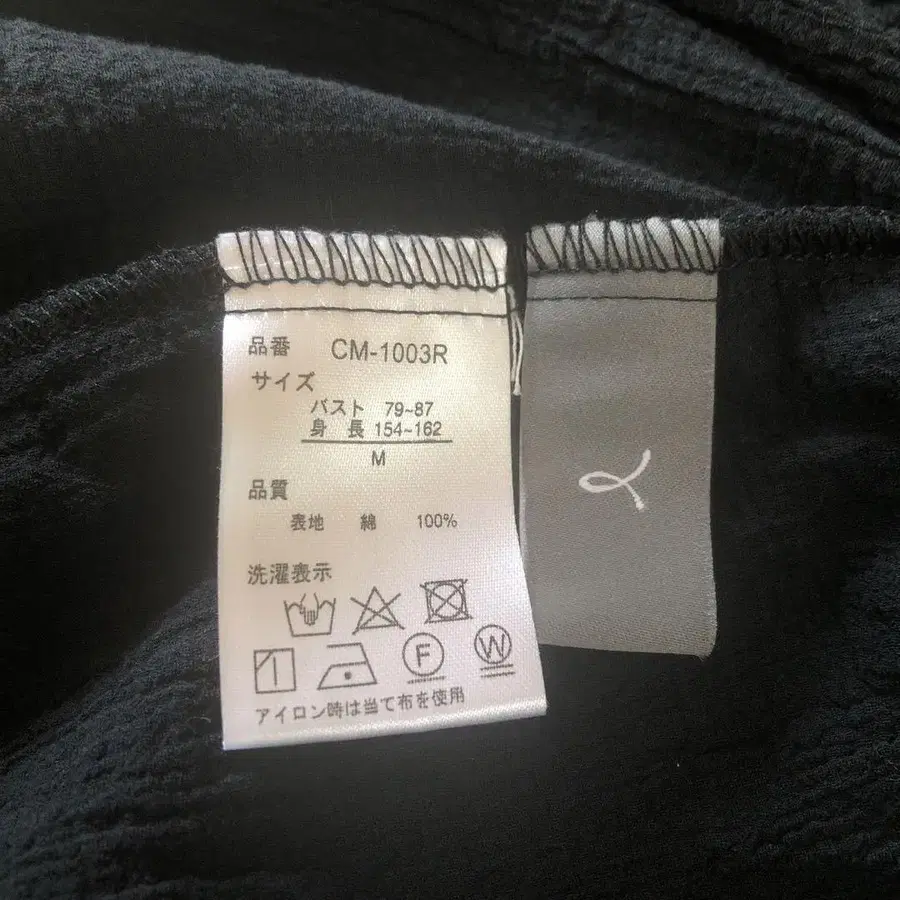 品番 CM-1003R
サイズ
バスト 79~87
身 長 154~162
M
品質
表地 綿 100%
洗濯表示
F
W
アイロン時は当て布を使用